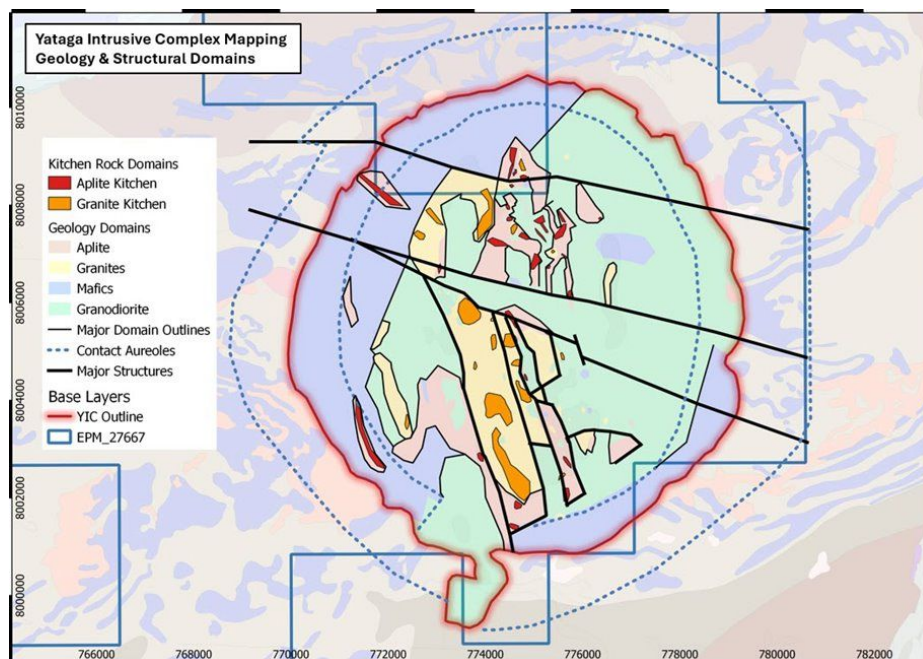 Yataga Intrusive Complex Mapping
Geology & Structural Domains
Kitchen Rock Domains
Aplite Kitchen
Granite Kitchen
Geology Domains
Aplite
Granites
Mafics
Granodiorite
Major Domain Outlines
Contact Aureoles
Major Structures
Base Layers
YIC Outline
EPM_27667
8010000
8008000
8006000
8004000
8002000
8000000
766000 768000 770000 772000 774000 776000 778000 780000 782000